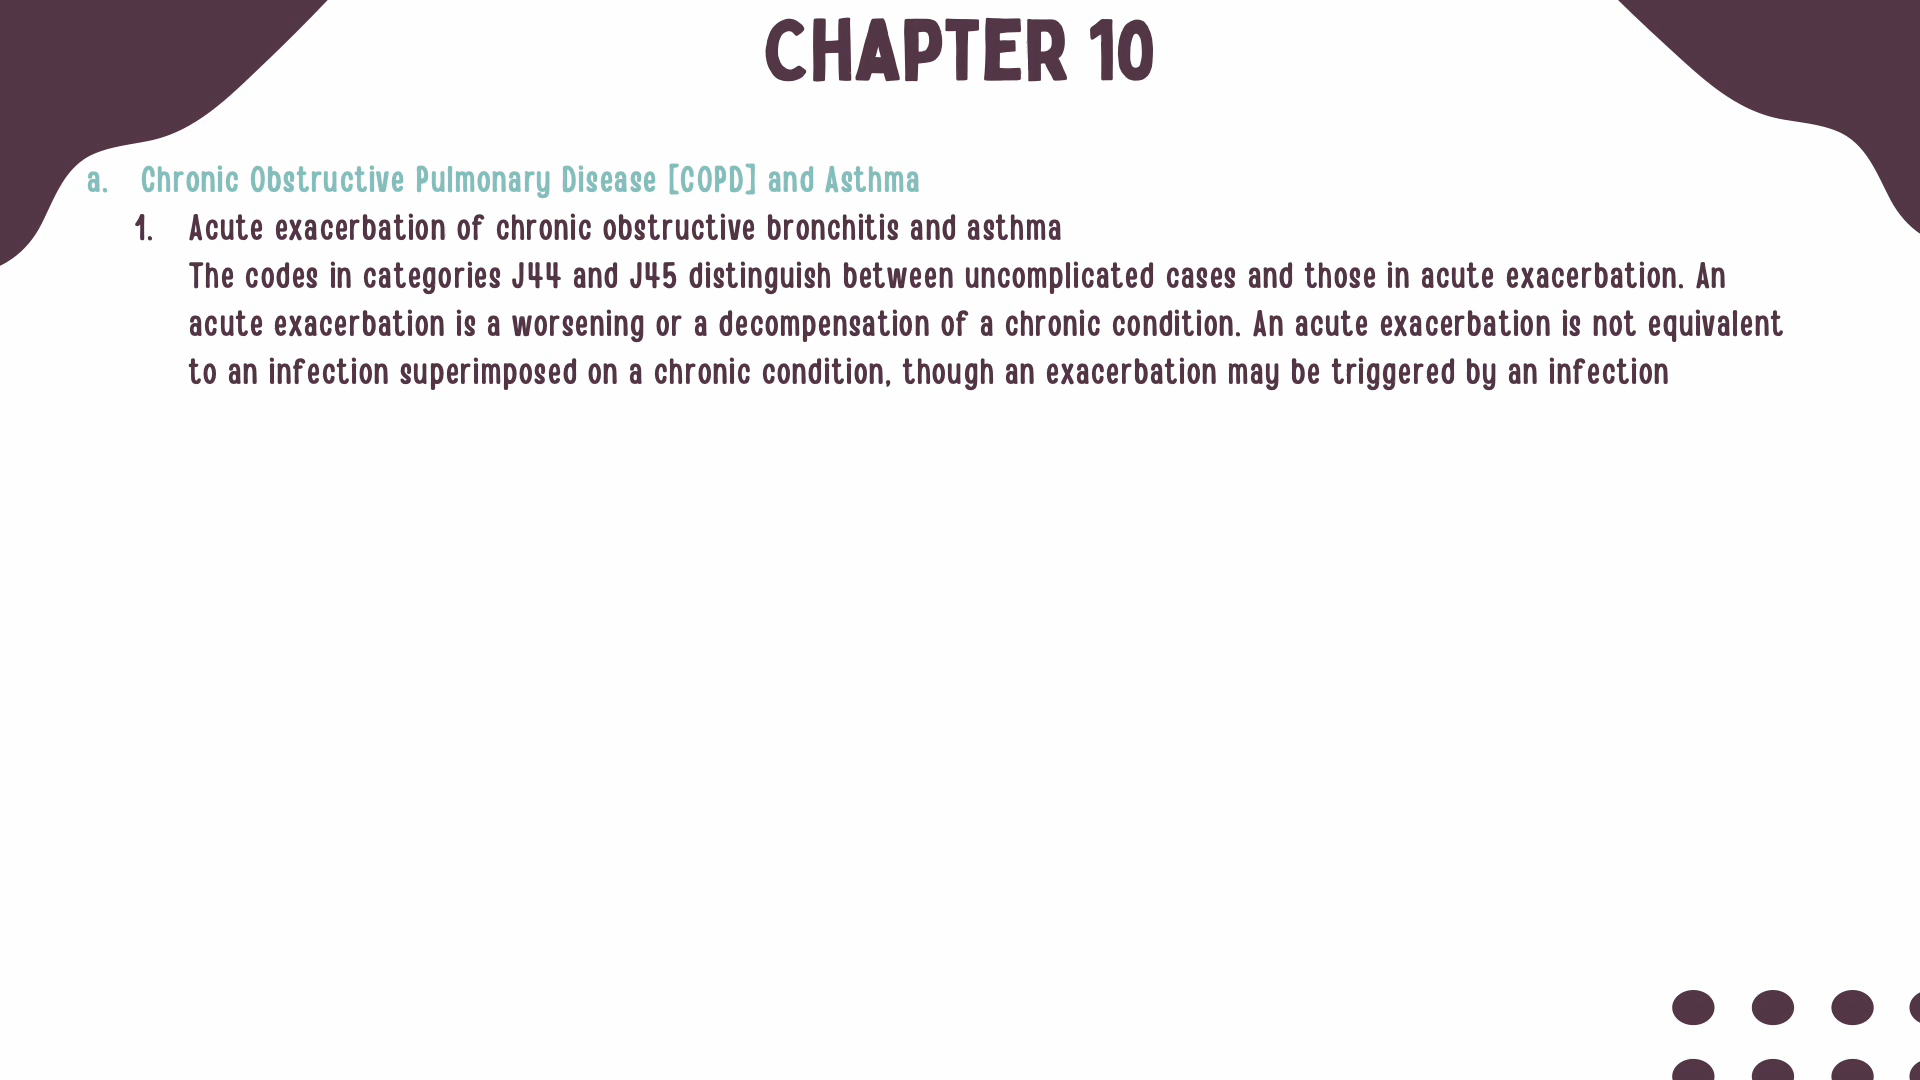 CHAPTER 10
a. Chronic Obstructive Pulmonary Disease [COPD] and Asthma
1. Acute exacerbation of chronic obstructive bronchitis and asthma
The codes in categories J44 and J45 distinguish between uncomplicated cases and those in acute exacerbation. An
acute exacerbation is a worsening or a decompensation of a chronic condition. An acute exacerbation is not equivalent
to an infection superimposed on a chronic condition, though an exacerbation may be triggered by an infection